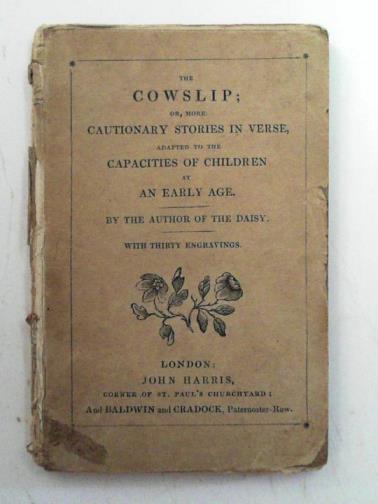 THE
COWSLIP;
OR, MORE
CAUTIONARY STORIES IN VERSE,
ADAPTED TO THE
CAPACITIES OF CHILDREN
AT
AN EARLY AGE.
BY THE AUTHOR OF THE DAISY.
WITH THIRTY ENGRAVINGS.
LONDON:
JOHN HARRIS,
CORNER OF ST. PAUL'S CHURCHYARD;
And BALDWIN and CRADOCK, Paternoster-Row.